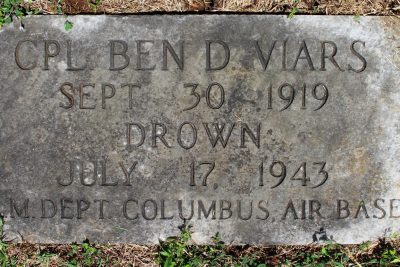 CPL. BEN D VIARS
SEPT 30 1919
DROWN
JULY 17, 1943
M. DEPT. COLUMBUS, AIR BASE